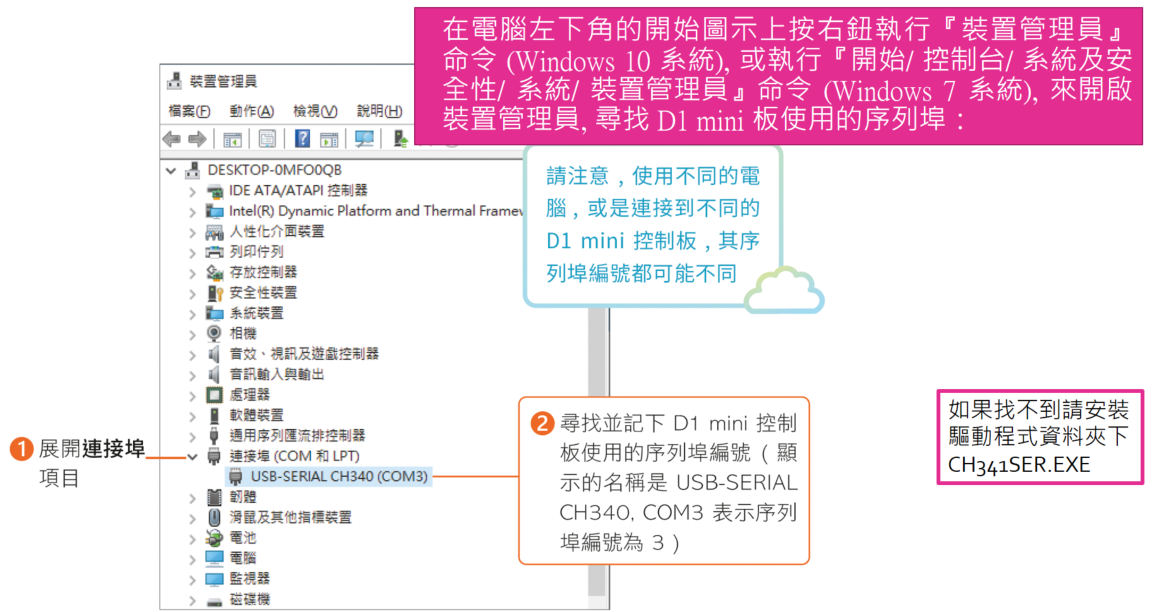 在電腦左下角的開始圖示上按右鈕執行『裝置管理員』
命令 (Windows 10 系統), 或執行『開始/ 控制台/ 系統及安
全性/ 系統/ 裝置管理員』命令 (Windows 7 系統), 來開啟
裝置管理員, 尋找 D1 mini 板使用的序列埠：
裝置管理員
檔案(F) 動作(A) 檢視(V) 說明(H)
DESKTOP-0MFO0QB
IDE ATA/ATAPI 控制器
Intel(R) Dynamic Platform and Thermal Framew
人性化介面裝置
列印佇列
存放控制器
安全性裝置
系統裝置
相機
音效、視訊及遊戲控制器
音訊輸入與輸出
處理器
軟體裝置
通用序列匯流排控制器
連接埠 (COM 和 LPT)
USB-SERIAL CH340 (COM3)
韌體
滑鼠及其他指標裝置
電池
電腦
監視器
磁碟機
請注意，使用不同的電
腦，或是連接到不同的
D1 mini 控制板，其序
列埠編號都可能不同
1 展開連接埠
項目
2 尋找並記下 D1 mini 控制
板使用的序列埠編號（顯
示的名稱是 USB-SERIAL
CH340, COM3 表示序列
埠編號為 3）
如果找不到請安裝
驅動程式資料夾下
CH341SER.EXE